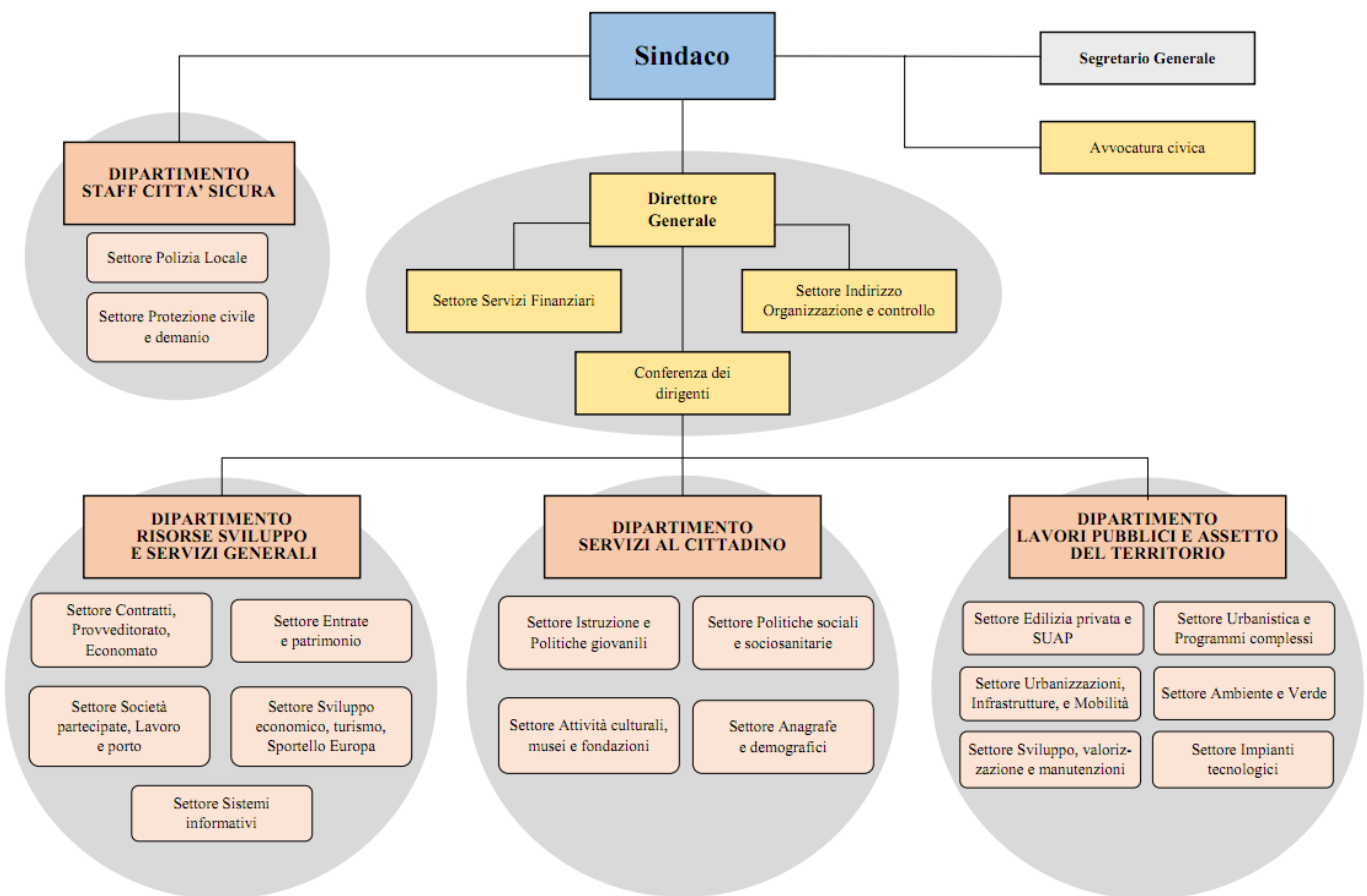 Sindaco
Segretario Generale
Avvocatura civica
DIPARTIMENTO
STAFF CITTA' SICURA
Settore Polizia Locale
Settore Protezione civile
e demanio
Direttore
Generale
Settore Servizi Finanziari
Settore Indirizzo
Organizzazione e controllo
Conferenza dei
dirigenti
DIPARTIMENTO
RISORSE SVILUPPO
E SERVIZI GENERALI
Settore Contratti,
Provveditorato,
Economato
Settore Entrate
e patrimonio
Settore Società
partecipate, Lavoro
e porto
Settore Sviluppo
economico, turismo,
Sportello Europa
Settore Sistemi
informativi
DIPARTIMENTO
SERVIZI AL CITTADINO
Settore Istruzione e
Politiche giovanili
Settore Politiche sociali
e sociosanitarie
Settore Attività culturali,
musei e fondazioni
Settore Anagrafe
e demografici
DIPARTIMENTO
LAVORI PUBBLICI E ASSETTO
DEL TERRITORIO
Settore Edilizia privata e
SUAP
Settore Urbanistica e
Programmi complessi
Settore Urbanizzazioni,
Infrastrutture, e Mobilità
Settore Ambiente e Verde
Settore Sviluppo, valoriz-
zazione e manutenzioni
Settore Impianti
tecnologici